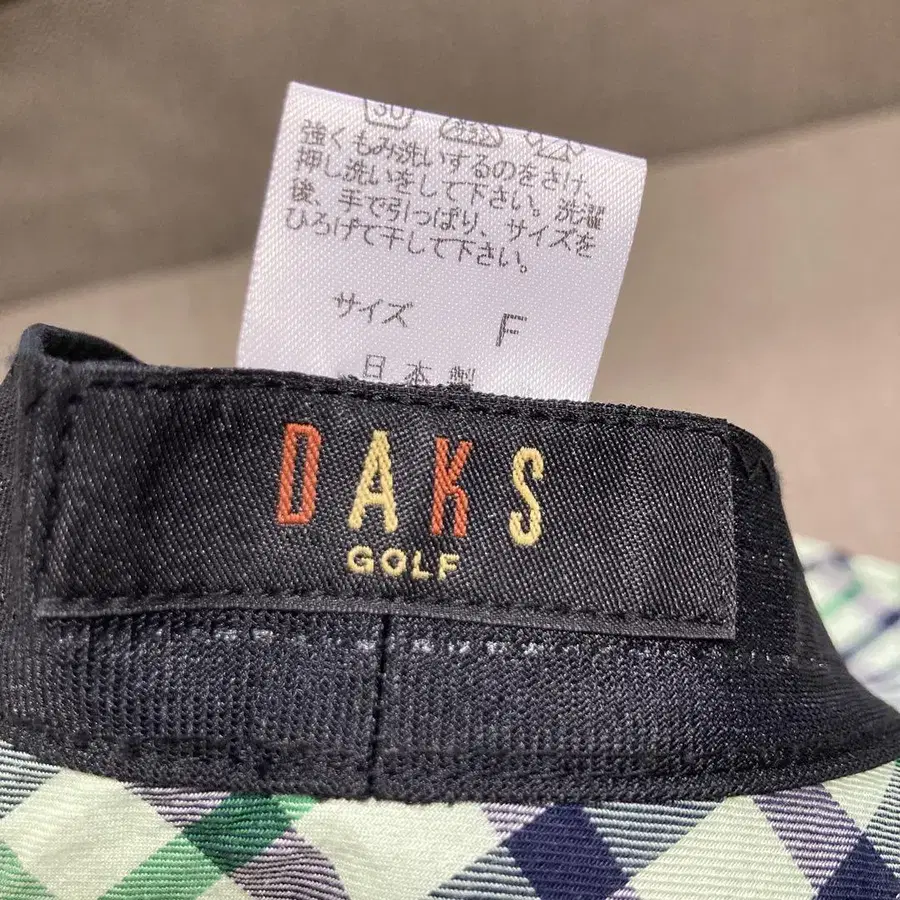 30
強くもみ洗いするのをさけ、
押し洗いをして下さい。洗濯
後、手で引っぱり、サイズを
ひろげて干して下さい。
サイズ F
日本製
DAKS
GOLF